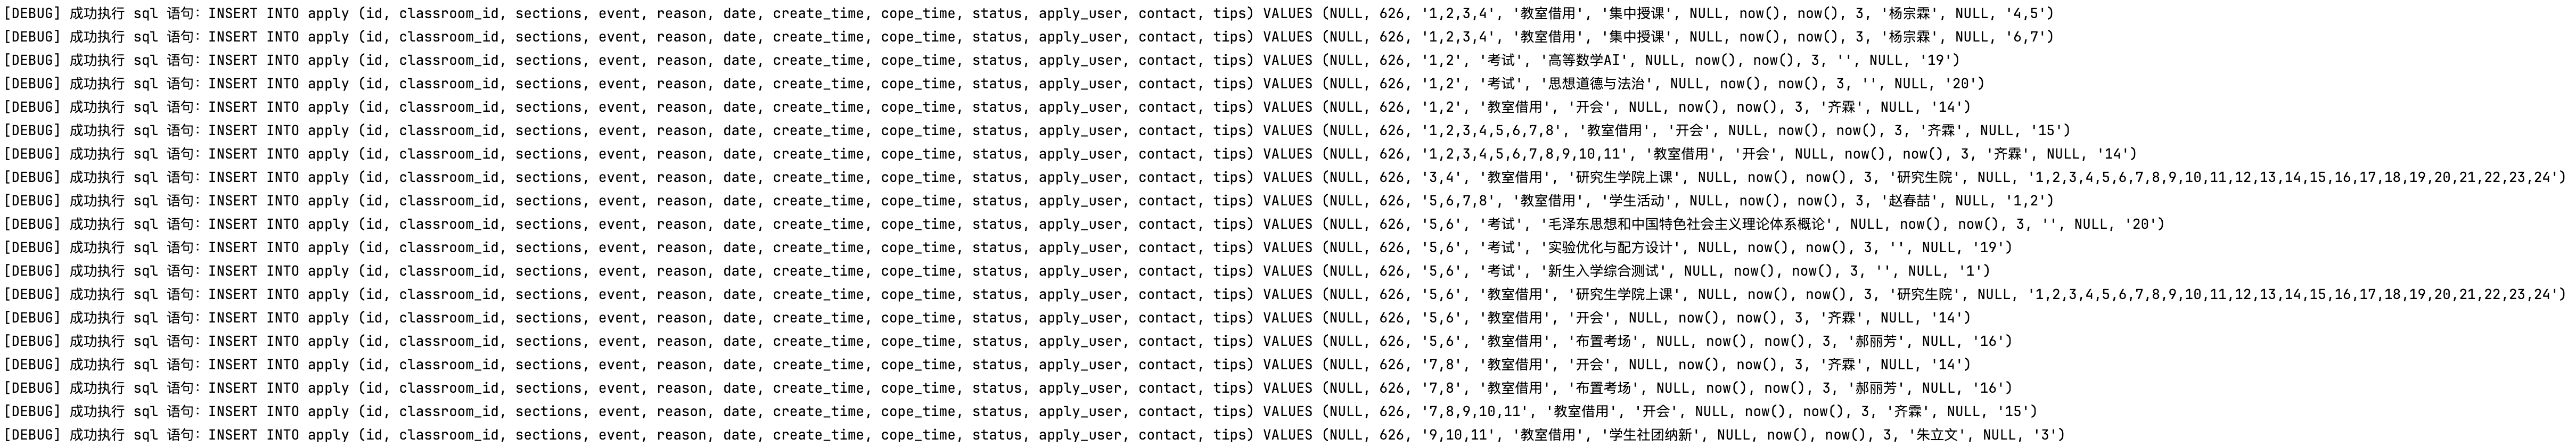 [DEBUG] 成功执行 sql 语句：INSERT INTO apply (id, classroom_id, sections, event, reason, date, create_time, cope_time, status, apply_user, contact, tips) VALUES (NULL, 626, '1,2,3,4', '教室借用', '集中授课', NULL, now(), now(), 3, '杨宗霖', NULL, '4,5')
[DEBUG] 成功执行 sql 语句：INSERT INTO apply (id, classroom_id, sections, event, reason, date, create_time, cope_time, status, apply_user, contact, tips) VALUES (NULL, 626, '1,2,3,4', '教室借用', '集中授课', NULL, now(), now(), 3, '杨宗霖', NULL, '6,7')
[DEBUG] 成功执行 sql 语句：INSERT INTO apply (id, classroom_id, sections, event, reason, date, create_time, cope_time, status, apply_user, contact, tips) VALUES (NULL, 626, '1,2', '考试', '高等数学AI', NULL, now(), now(), 3, '', NULL, '19')
[DEBUG] 成功执行 sql 语句：INSERT INTO apply (id, classroom_id, sections, event, reason, date, create_time, cope_time, status, apply_user, contact, tips) VALUES (NULL, 626, '1,2', '考试', '思想道德与法治', NULL, now(), now(), 3, '', NULL, '20')
[DEBUG] 成功执行 sql 语句：INSERT INTO apply (id, classroom_id, sections, event, reason, date, create_time, cope_time, status, apply_user, contact, tips) VALUES (NULL, 626, '1,2', '教室借用', '开会', NULL, now(), now(), 3, '齐霖', NULL, '14')
[DEBUG] 成功执行 sql 语句：INSERT INTO apply (id, classroom_id, sections, event, reason, date, create_time, cope_time, status, apply_user, contact, tips) VALUES (NULL, 626, '1,2,3,4,5,6,7,8', '教室借用', '开会', NULL, now(), now(), 3, '齐霖', NULL, '15')
[DEBUG] 成功执行 sql 语句：INSERT INTO apply (id, classroom_id, sections, event, reason, date, create_time, cope_time, status, apply_user, contact, tips) VALUES (NULL, 626, '1,2,3,4,5,6,7,8,9,10,11', '教室借用', '开会', NULL, now(), now(), 3, '齐霖', NULL, '14')
[DEBUG] 成功执行 sql 语句：INSERT INTO apply (id, classroom_id, sections, event, reason, date, create_time, cope_time, status, apply_user, contact, tips) VALUES (NULL, 626, '3,4', '教室借用', '研究生学院上课', NULL, now(), now(), 3, '研究生院', NULL, '1,2,3,4,5,6,7,8,9,10,11,12,13,14,15,16,17,18,19,20,21,22,23,24')
[DEBUG] 成功执行 sql 语句：INSERT INTO apply (id, classroom_id, sections, event, reason, date, create_time, cope_time, status, apply_user, contact, tips) VALUES (NULL, 626, '5,6,7,8', '教室借用', '学生活动', NULL, now(), now(), 3, '赵春喆', NULL, '1,2')
[DEBUG] 成功执行 sql 语句：INSERT INTO apply (id, classroom_id, sections, event, reason, date, create_time, cope_time, status, apply_user, contact, tips) VALUES (NULL, 626, '5,6', '考试', '毛泽东思想和中国特色社会主义理论体系概论', NULL, now(), now(), 3, '', NULL, '20')
[DEBUG] 成功执行 sql 语句：INSERT INTO apply (id, classroom_id, sections, event, reason, date, create_time, cope_time, status, apply_user, contact, tips) VALUES (NULL, 626, '5,6', '考试', '实验优化与配方设计', NULL, now(), now(), 3, '', NULL, '19')
[DEBUG] 成功执行 sql 语句：INSERT INTO apply (id, classroom_id, sections, event, reason, date, create_time, cope_time, status, apply_user, contact, tips) VALUES (NULL, 626, '5,6', '考试', '新生入学综合测试', NULL, now(), now(), 3, '', NULL, '1')
[DEBUG] 成功执行 sql 语句：INSERT INTO apply (id, classroom_id, sections, event, reason, date, create_time, cope_time, status, apply_user, contact, tips) VALUES (NULL, 626, '5,6', '教室借用', '研究生学院上课', NULL, now(), now(), 3, '研究生院', NULL, '1,2,3,4,5,6,7,8,9,10,11,12,13,14,15,16,17,18,19,20,21,22,23,24')
[DEBUG] 成功执行 sql 语句：INSERT INTO apply (id, classroom_id, sections, event, reason, date, create_time, cope_time, status, apply_user, contact, tips) VALUES (NULL, 626, '5,6', '教室借用', '开会', NULL, now(), now(), 3, '齐霖', NULL, '14')
[DEBUG] 成功执行 sql 语句：INSERT INTO apply (id, classroom_id, sections, event, reason, date, create_time, cope_time, status, apply_user, contact, tips) VALUES (NULL, 626, '5,6', '教室借用', '布置考场', NULL, now(), now(), 3, '郝丽芳', NULL, '16')
[DEBUG] 成功执行 sql 语句：INSERT INTO apply (id, classroom_id, sections, event, reason, date, create_time, cope_time, status, apply_user, contact, tips) VALUES (NULL, 626, '7,8', '教室借用', '开会', NULL, now(), now(), 3, '齐霖', NULL, '14')
[DEBUG] 成功执行 sql 语句：INSERT INTO apply (id, classroom_id, sections, event, reason, date, create_time, cope_time, status, apply_user, contact, tips) VALUES (NULL, 626, '7,8', '教室借用', '布置考场', NULL, now(), now(), 3, '郝丽芳', NULL, '16')
[DEBUG] 成功执行 sql 语句：INSERT INTO apply (id, classroom_id, sections, event, reason, date, create_time, cope_time, status, apply_user, contact, tips) VALUES (NULL, 626, '7,8,9,10,11', '教室借用', '开会', NULL, now(), now(), 3, '齐霖', NULL, '15')
[DEBUG] 成功执行 sql 语句：INSERT INTO apply (id, classroom_id, sections, event, reason, date, create_time, cope_time, status, apply_user, contact, tips) VALUES (NULL, 626, '9,10,11', '教室借用', '学生社团纳新', NULL, now(), now(), 3, '朱立文', NULL, '3')